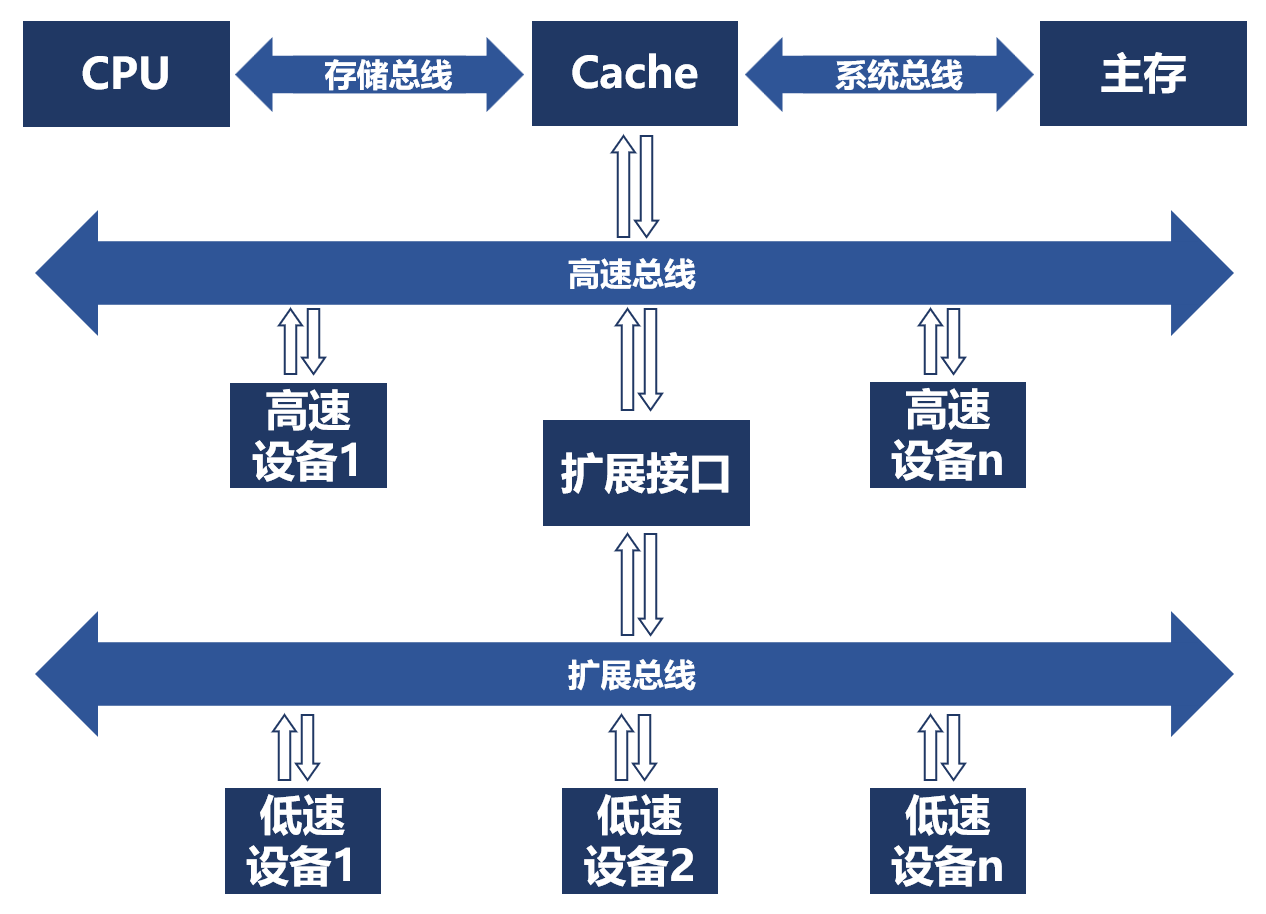 CPU
存储总线
Cache
系统总线
主存
高速总线
高速
设备1
扩展接口
高速
设备n
扩展总线
低速
设备1
低速
设备2
低速
设备n